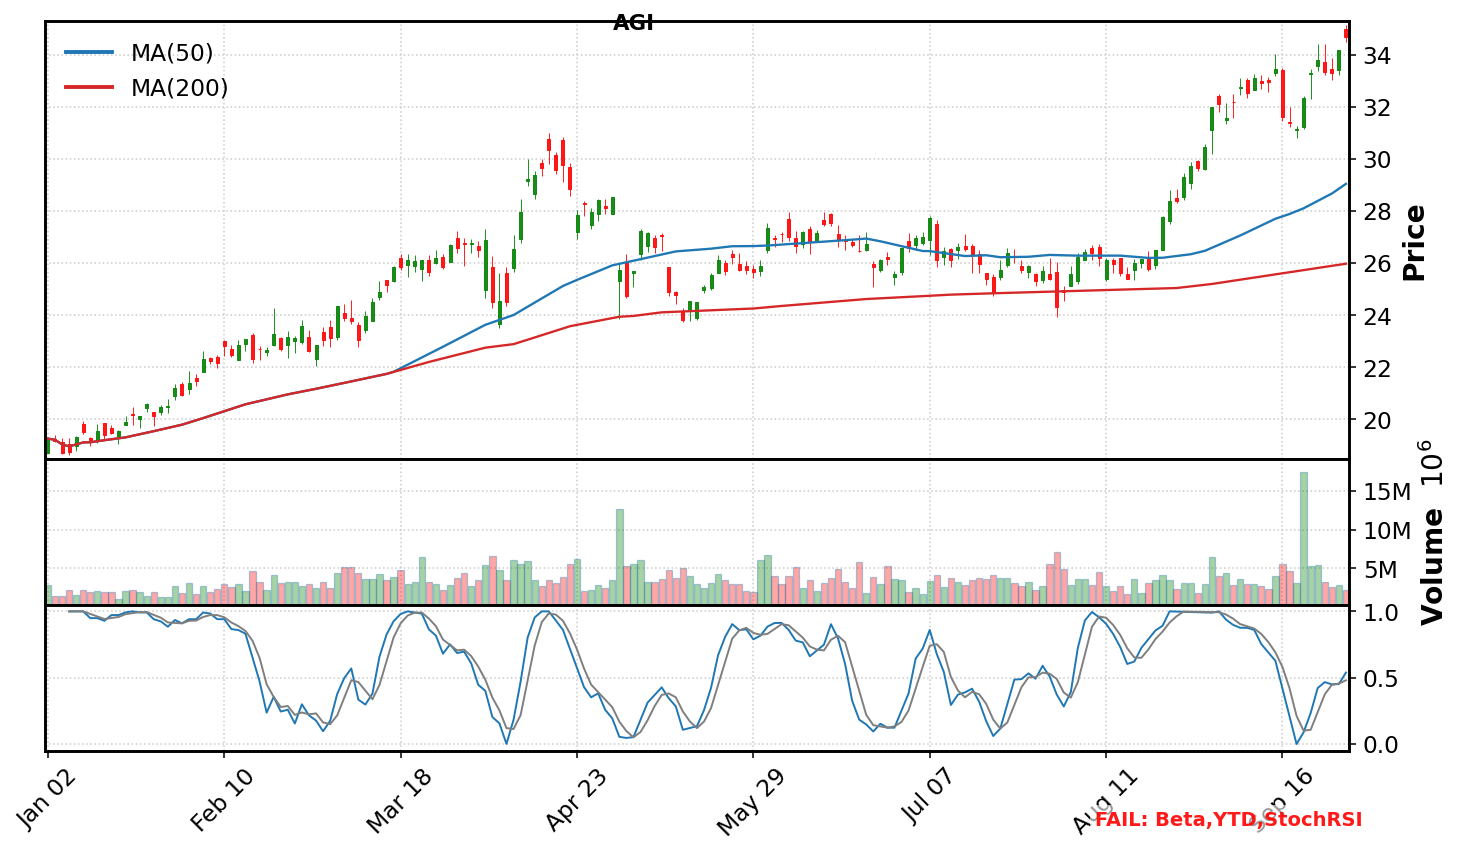 AGI
MA(50)
MA(200)
34
32
30
28
26
24
22
20
Price
10⁶
15M
10M
5M
Volume
1.0
0.5
0.0
Jan 02
Feb 10
Mar 18
Apr 23
May 29
Jul 07
Aug 11
Sep 16
FAIL: Beta,YTD,StochRSI